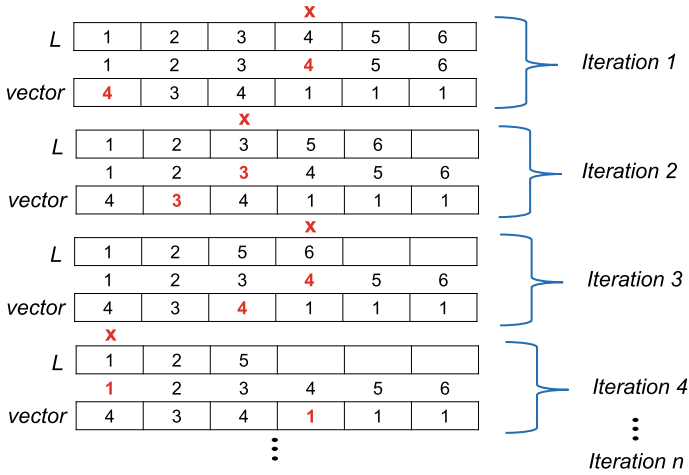 x
L 1 2 3 4 5 6
1 2 3 4 5 6 Iteration 1
vector 4 3 4 1 1 1
x
L 1 2 3 5 6
1 2 3 4 5 6 Iteration 2
vector 4 3 4 1 1 1
x
L 1 2 5 6
1 2 3 4 5 6 Iteration 3
vector 4 3 4 1 1 1
x
L 1 2 5
1 2 3 4 5 6 Iteration 4
vector 4 3 4 1 1 1
Iteration n